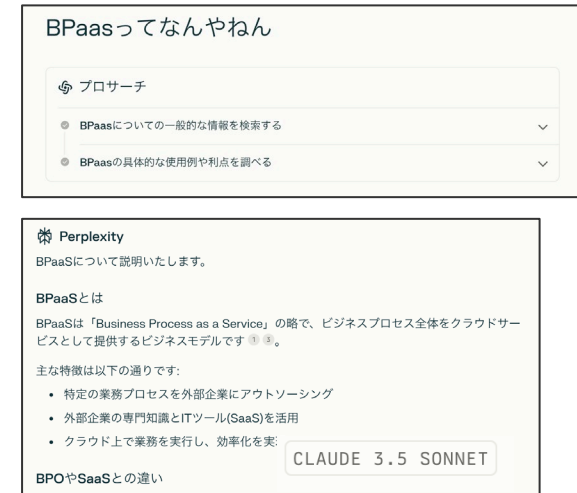 BPaasってなんやねん
プロサーチ
BPaasについての一般的な情報を検索する
BPaasの具体的な使用例や利点を調べる
Perplexity
BPaaSについて説明いたします。
BPaaSとは
BPaaSは「Business Process as a Service」の略で、ビジネスプロセス全体をクラウドサー
ビスとして提供するビジネスモデルです 1 3。
主な特徴は以下の通りです:
• 特定の業務プロセスを外部企業にアウトソーシング
• 外部企業の専門知識とITツール(SaaS)を活用
• クラウド上で業務を実行し、効率化を実
CLAUDE 3.5 SONNET
BPOやSaaSとの違い